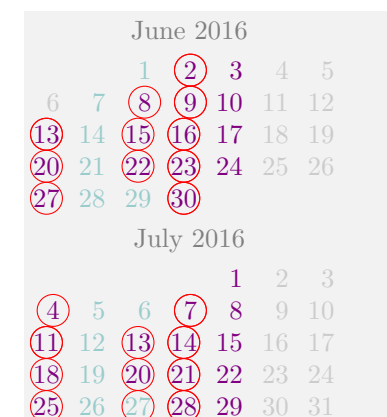 June 2016
1 2 3 4 5
6 7 8 9 10 11 12
13 14 15 16 17 18 19
20 21 22 23 24 25 26
27 28 29 30
July 2016
1 2 3
4 5 6 7 8 9 10
11 12 13 14 15 16 17
18 19 20 21 22 23 24
25 26 27 28 29 30 31